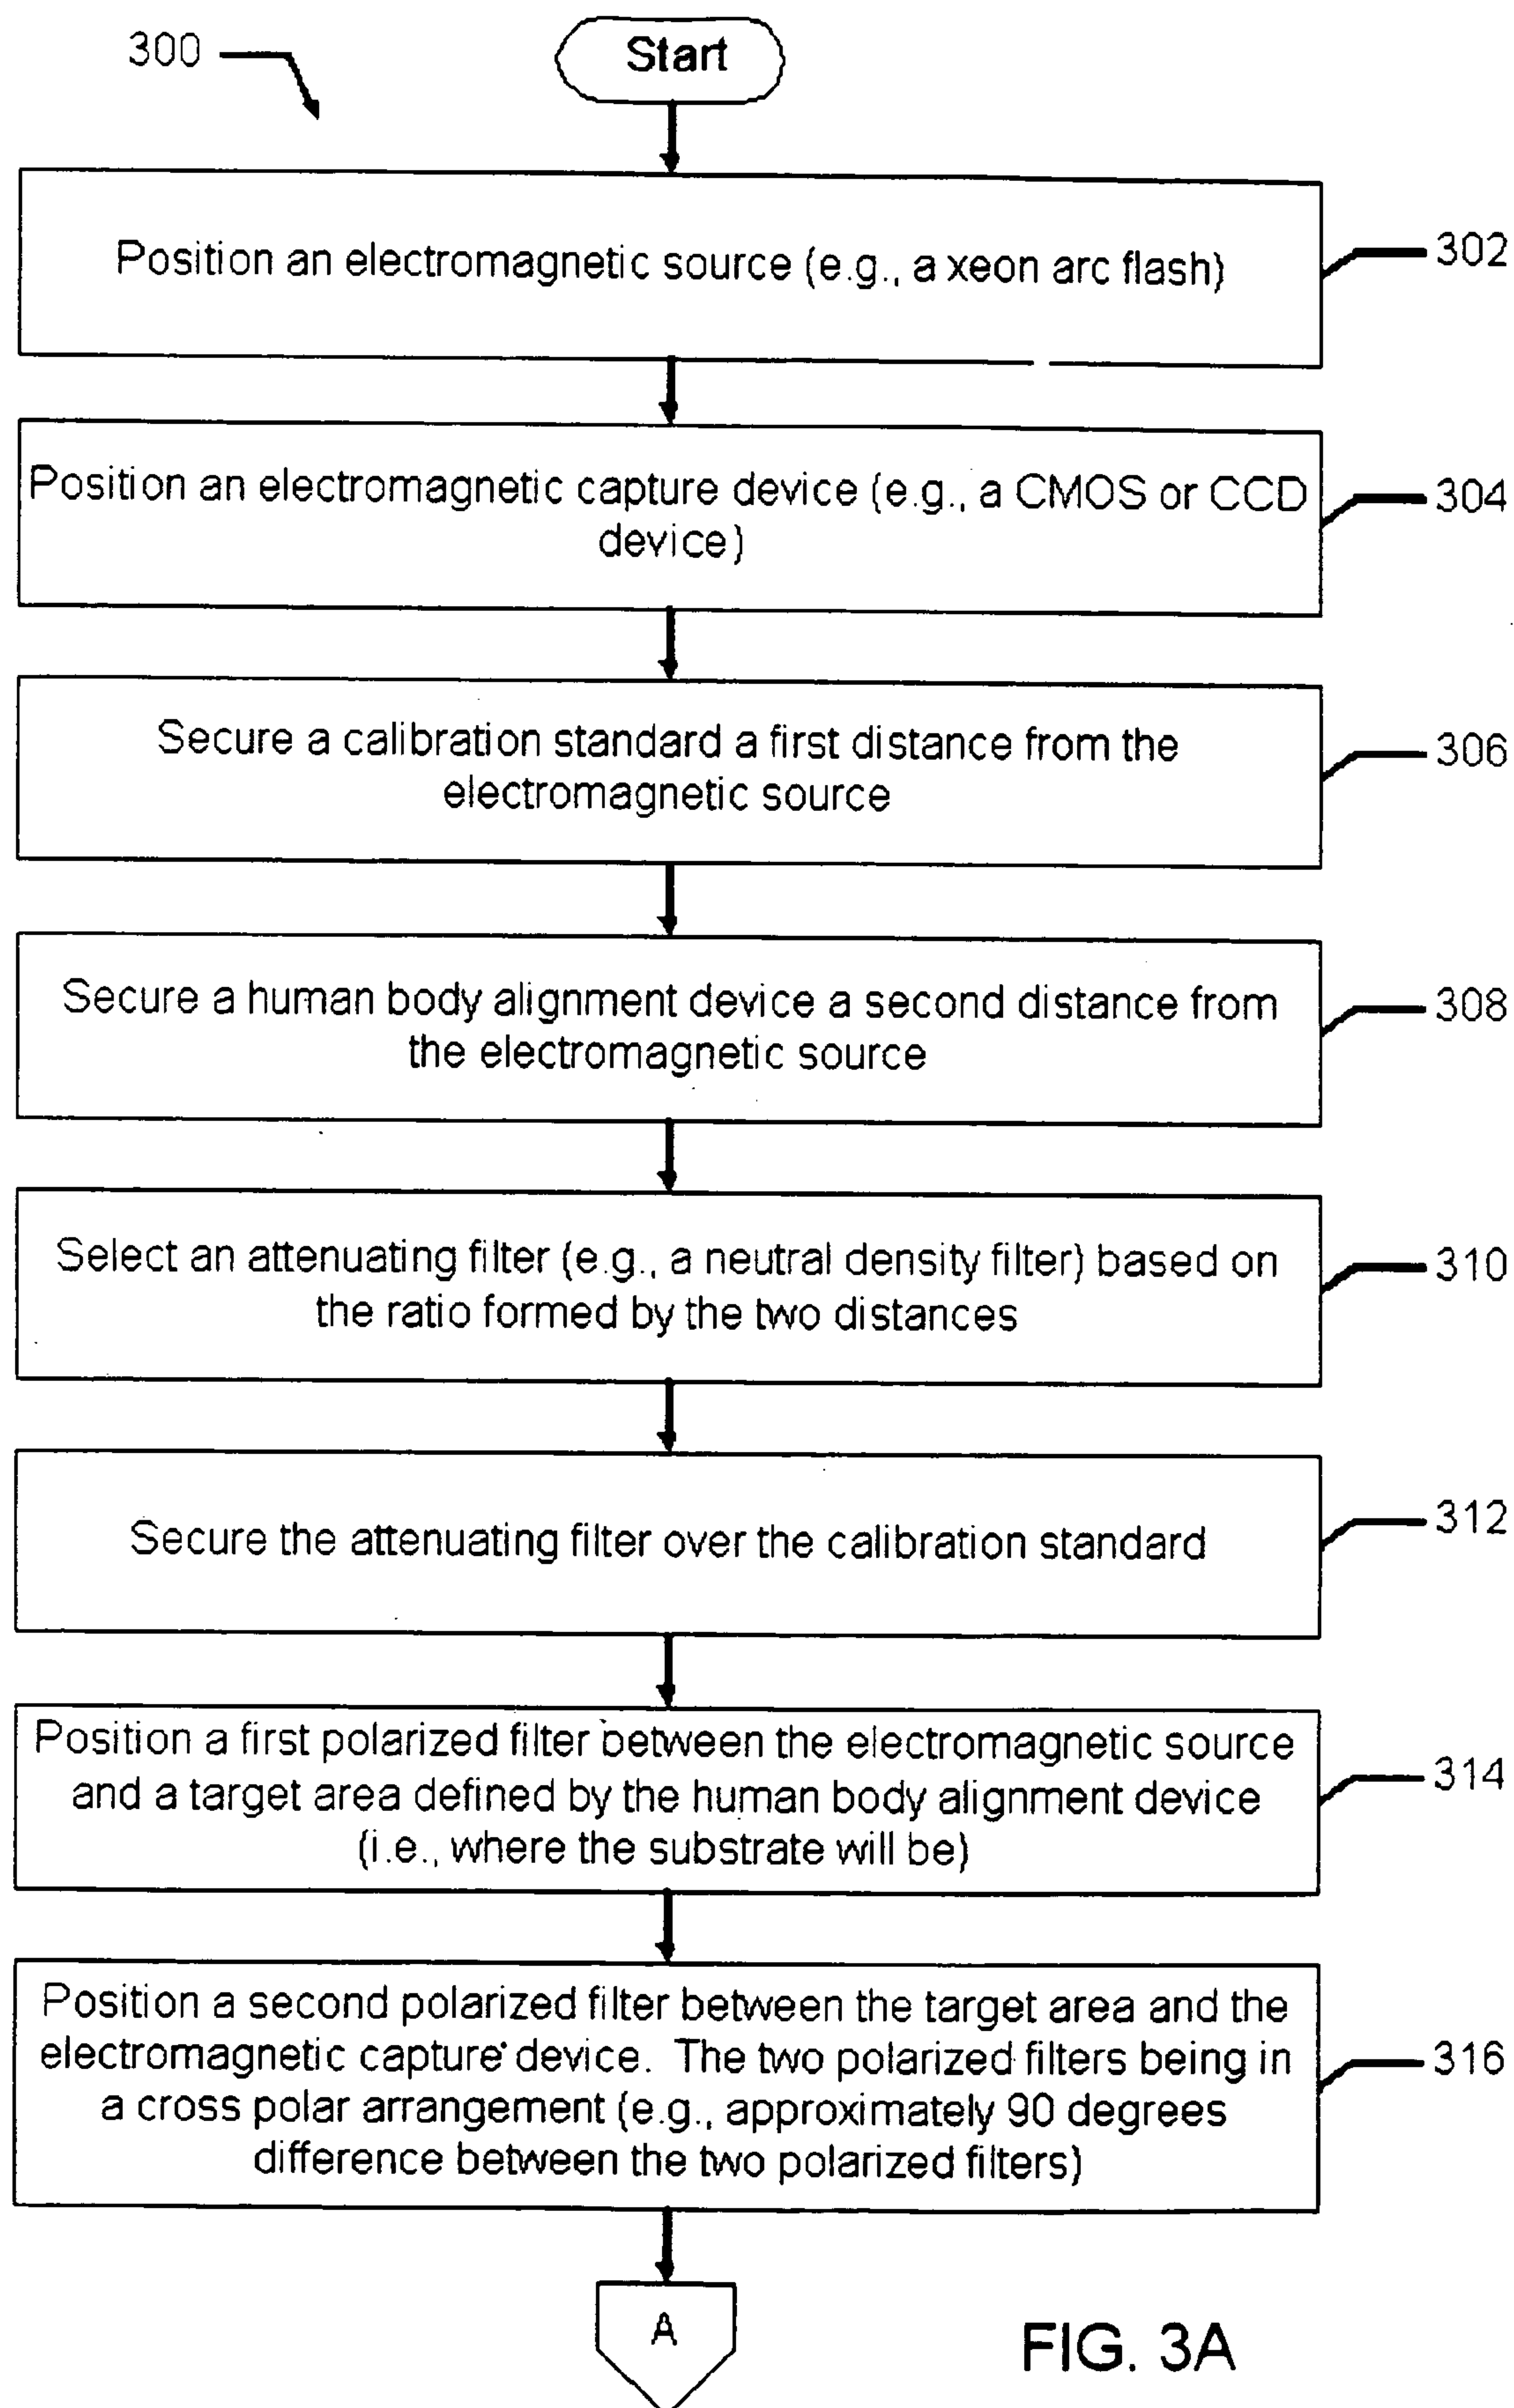 300
Start
Position an electromagnetic source (e.g., a xeon arc flash)
302
Position an electromagnetic capture device (e.g., a CMOS or CCD
device)
304
Secure a calibration standard a first distance from the
electromagnetic source
306
Secure a human body alignment device a second distance from
the electromagnetic source
308
Select an attenuating filter (e.g., a neutral density filter) based on
the ratio formed by the two distances
310
Secure the attenuating filter over the calibration standard
312
Position a first polarized filter between the electromagnetic source
and a target area defined by the human body alignment device
(i.e., where the substrate will be)
314
Position a second polarized filter between the target area and the
electromagnetic capture device. The two polarized filters being in
a cross polar arrangement (e.g., approximately 90 degrees
difference between the two polarized filters)
316
A
FIG. 3A